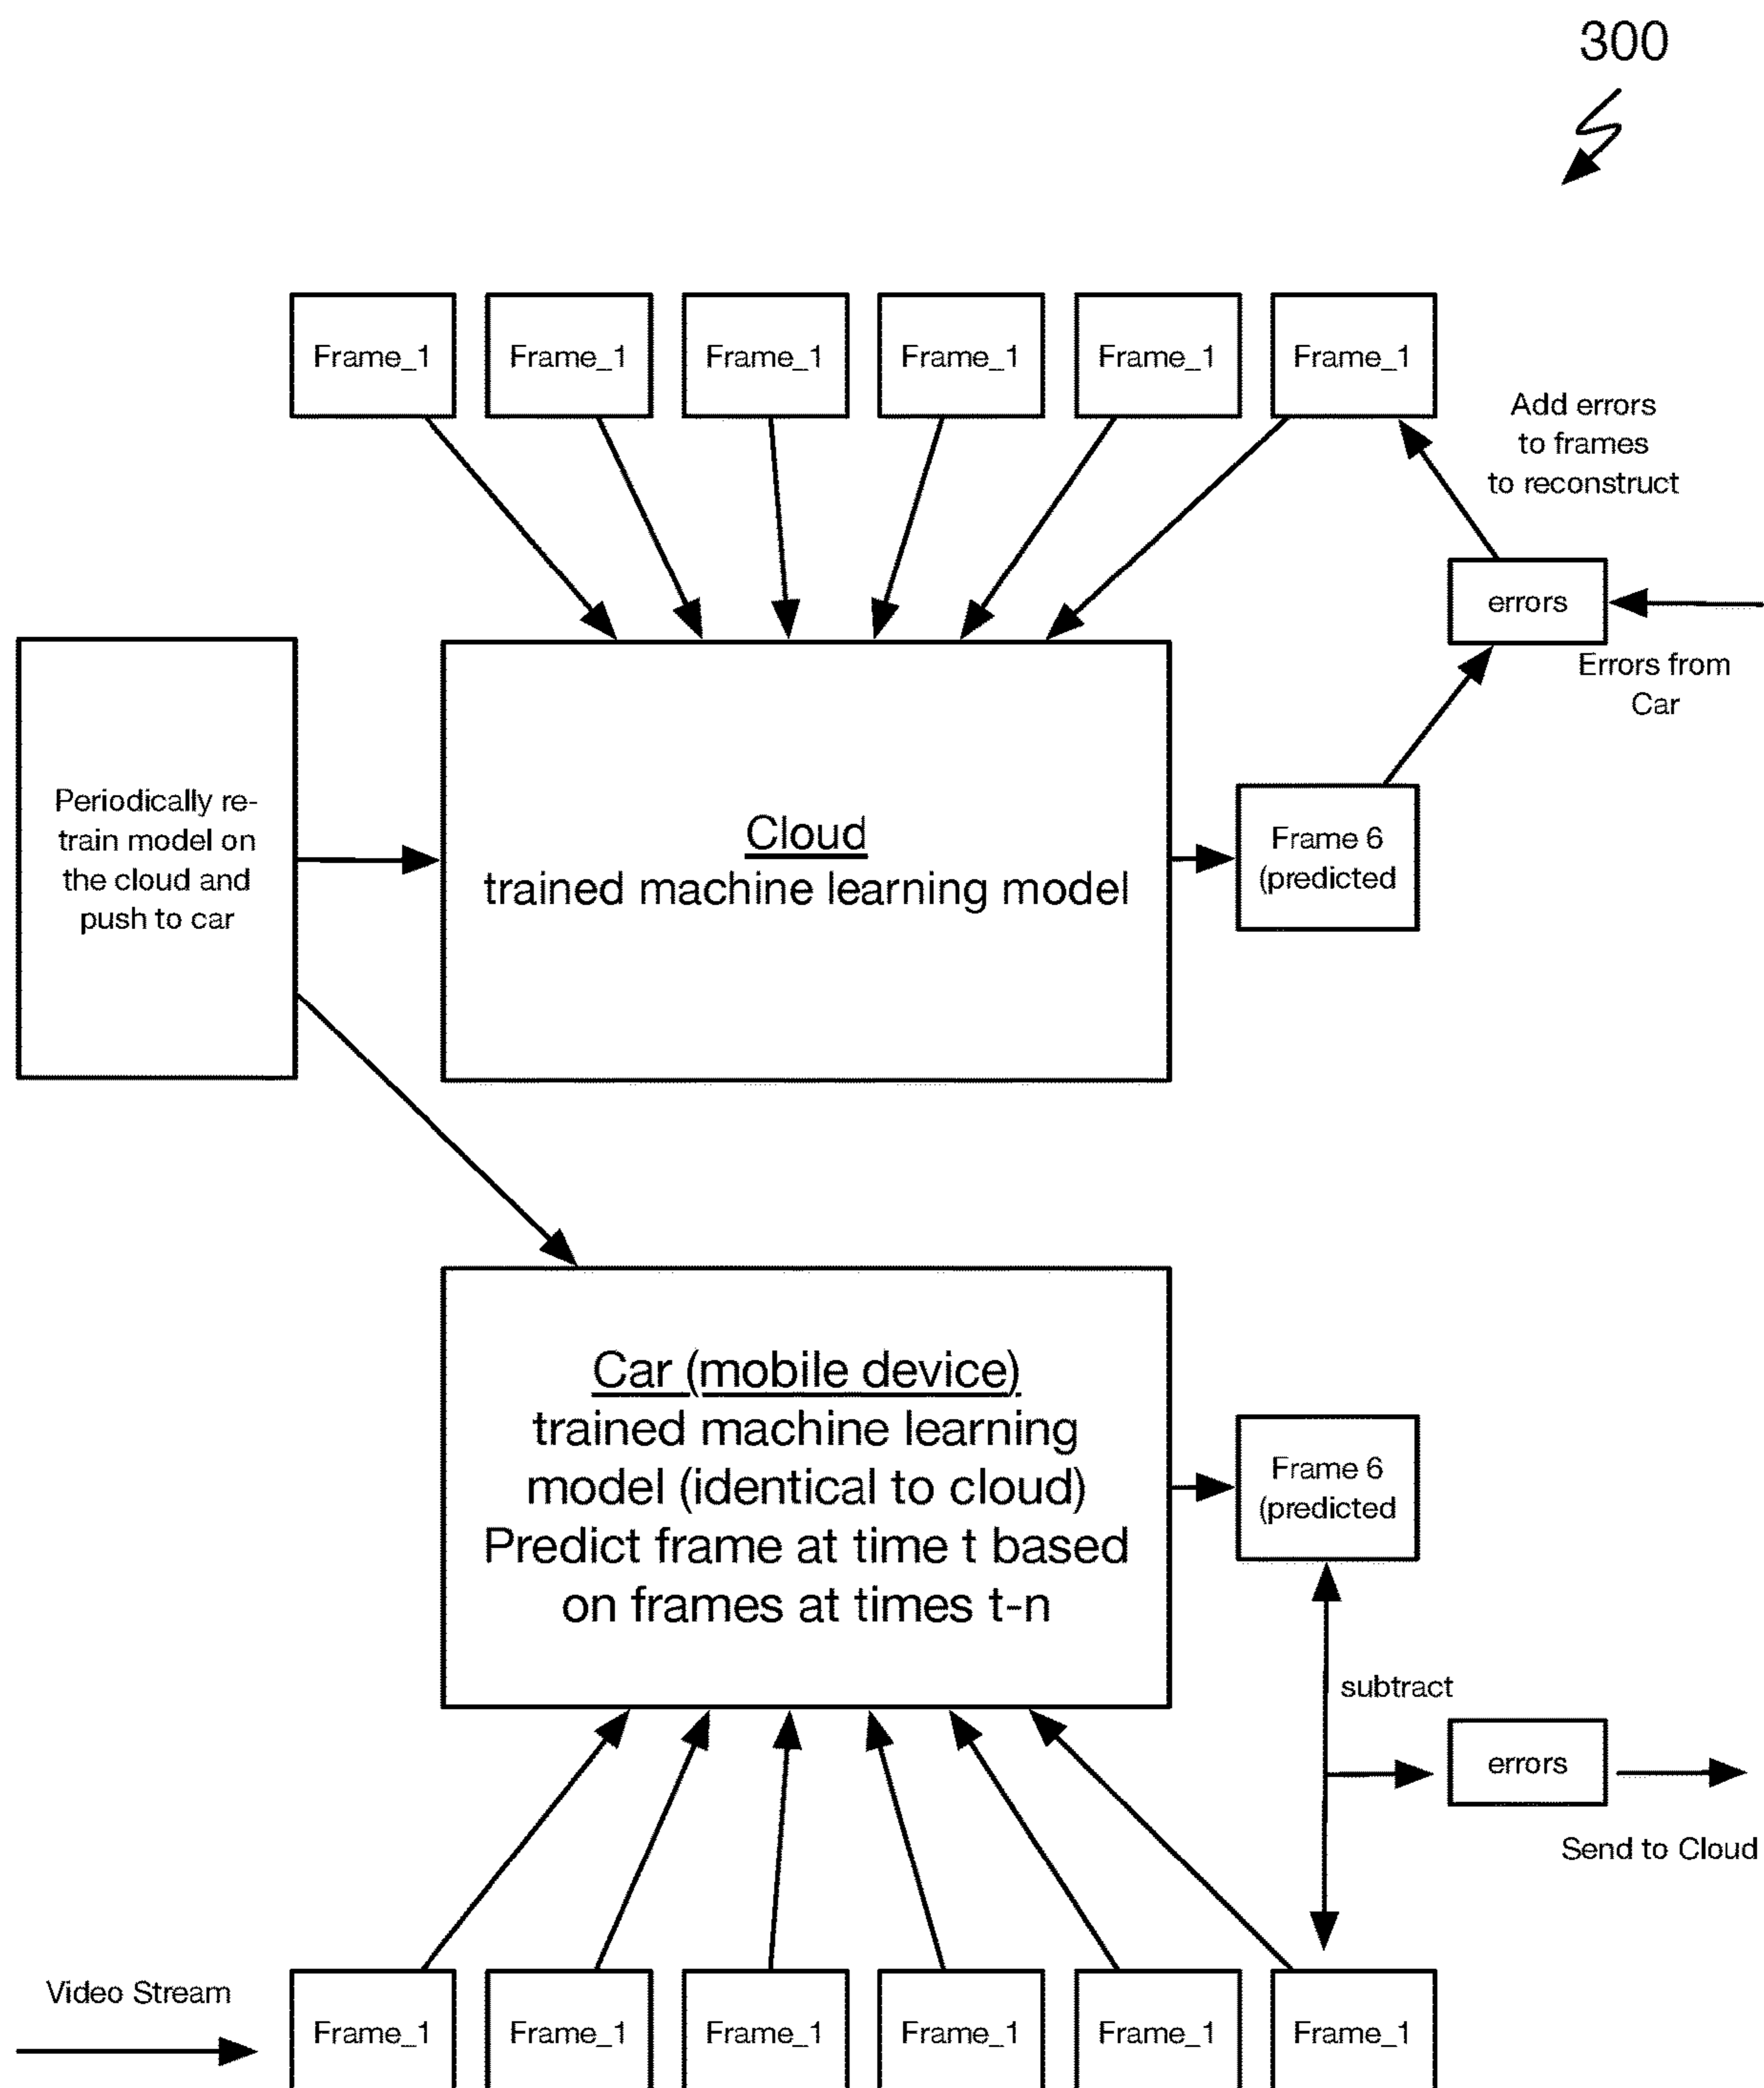 300
Frame_1 Frame_1 Frame_1 Frame_1 Frame_1 Frame_1
Add errors
to frames
to reconstruct
errors
Errors from
Car
Periodically re-
train model on
the cloud and
push to car
Cloud
trained machine learning model
Frame 6
(predicted
Car (mobile device)
trained machine learning
model (identical to cloud)
Predict frame at time t based
on frames at times t-n
Frame 6
(predicted
subtract
errors
Send to Cloud
Video Stream
Frame_1 Frame_1 Frame_1 Frame_1 Frame_1 Frame_1